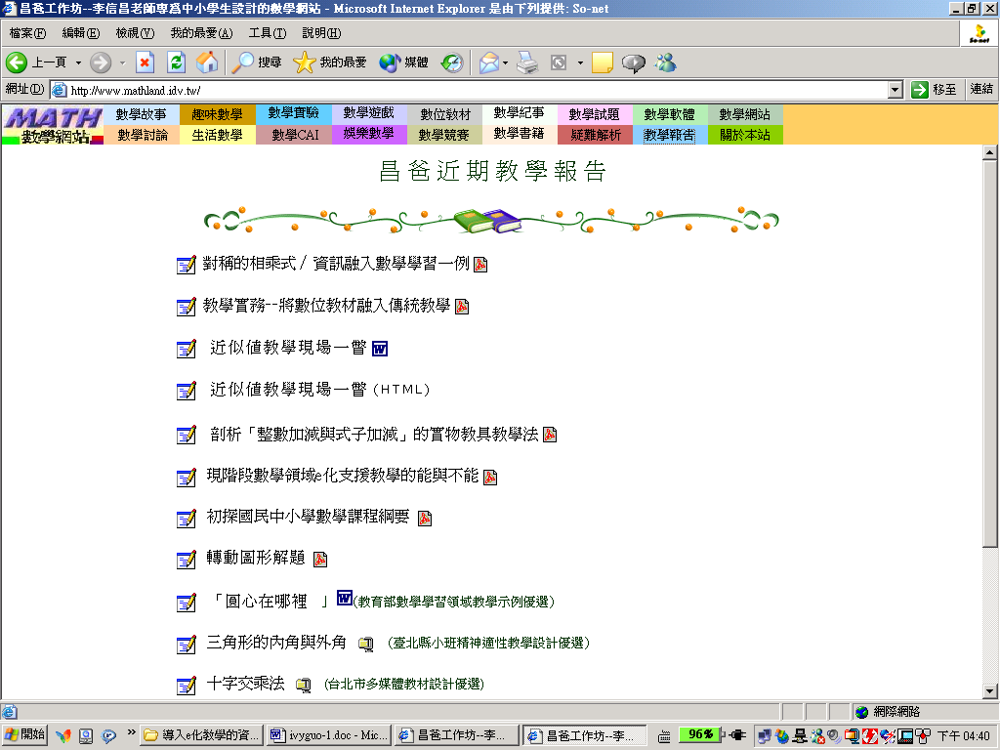 昌爸工作坊--李信昌老師專爲中小學生設計的數學網站 - Microsoft Internet Explorer 是由下列提供: So-net
檔案(F) 編輯(E) 檢視(V) 我的最愛(A) 工具(T) 說明(H)
So-net
上一頁 搜尋 我的最愛 媒體
網址(D) http://www.mathland.idv.tw/ 移至 連結
MATH 數學故事 趣味數學 數學實驗 數學遊戲 數位教材 數學紀事 數學試題 數學軟體 數學網站
數學網站 數學討論 生活數學 數學CAI 娛樂數學 數學競賽 數學書籍 疑難解析 教學報告 關於本站
昌爸近期教學報告
對稱的相乘式 / 資訊融入數學學習一例
教學實務--將數位教材融入傳統教學
近似値教學現場一瞥
近似値教學現場一瞥 (HTML)
剖析「整數加減與式子加減」的實物教具教學法
現階段數學領域e化支援教學的能與不能
初探國民中小學數學課程綱要
轉動圖形解題
「圓心在哪裡 」 (教育部數學學習領域教學示例優選)
三角形的內角與外角 (臺北縣小班精神適性教學設計優選)
十字交乘法 (台北市多媒體教材設計優選)
網際網路
開始 » 導入e化教學的資... ivyguo-1.doc - Mic... 昌爸工作坊--李... 昌爸工作坊--李... 96% 下午 04:40